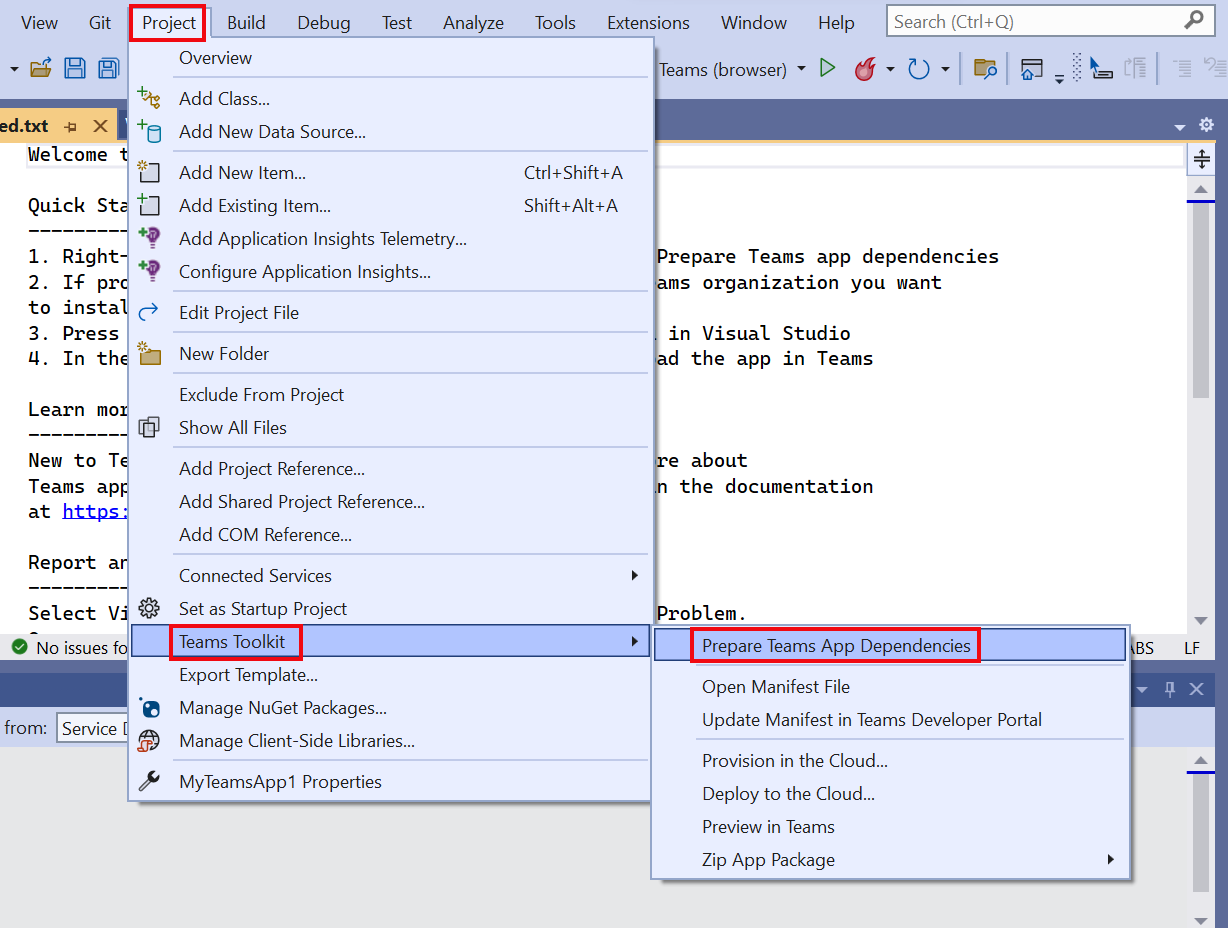 View Git Project Build Debug Test Analyze Tools Extensions Window Help Search (Ctrl+Q)
Teams (browser)
ed.txt
Overview
Add Class...
Add New Data Source...
Add New Item... Ctrl+Shift+A
Add Existing Item... Shift+Alt+A
Add Application Insights Telemetry...
Configure Application Insights...
Edit Project File
New Folder
Exclude From Project
Show All Files
Add Project Reference...
Add Shared Project Reference...
Add COM Reference...
Connected Services
Set as Startup Project
Teams Toolkit
Export Template...
Manage NuGet Packages...
Manage Client-Side Libraries...
MyTeamsApp1 Properties
Prepare Teams App Dependencies
Open Manifest File
Update Manifest in Teams Developer Portal
Provision in the Cloud...
Deploy to the Cloud...
Preview in Teams
Zip App Package
Welcome t
Quick Sta
---------
1. Right- Prepare Teams app dependencies
2. If pro ams organization you want
to instal
3. Press in Visual Studio
4. In the ad the app in Teams
Learn mor
---------
New to Te re about
Teams app n the documentation
at https:
Report an
---------
Select Vi Problem.
No issues fo ABS LF
from: Service D